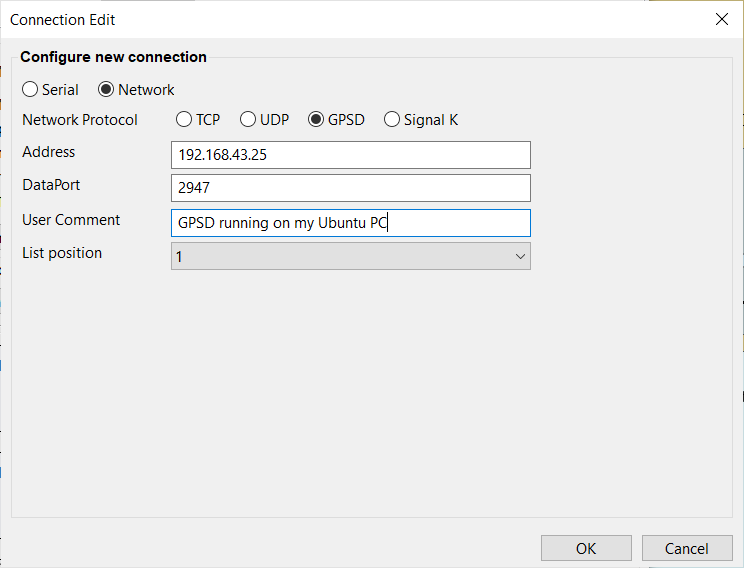 Connection Edit
Configure new connection
Serial Network
Network Protocol TCP UDP GPSD Signal K
Address 192.168.43.25
DataPort 2947
User Comment GPSD running on my Ubuntu PC
List position 1
OK Cancel